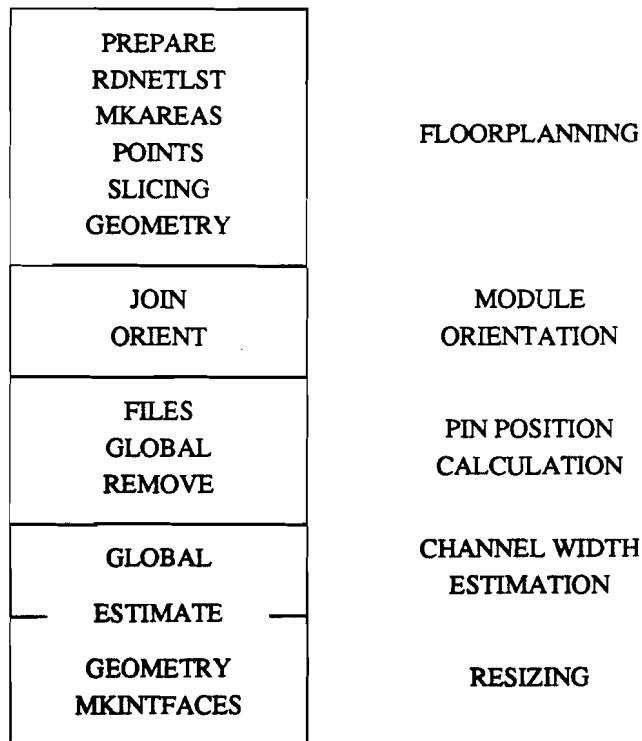 PREPARE
RDNETLST
MKAREAS
POINTS
SLICING
GEOMETRY
FLOORPLANNING
JOIN
ORIENT
MODULE
ORIENTATION
FILES
GLOBAL
REMOVE
PIN POSITION
CALCULATION
GLOBAL
ESTIMATE
CHANNEL WIDTH
ESTIMATION
GEOMETRY
MKINTFACES
RESIZING